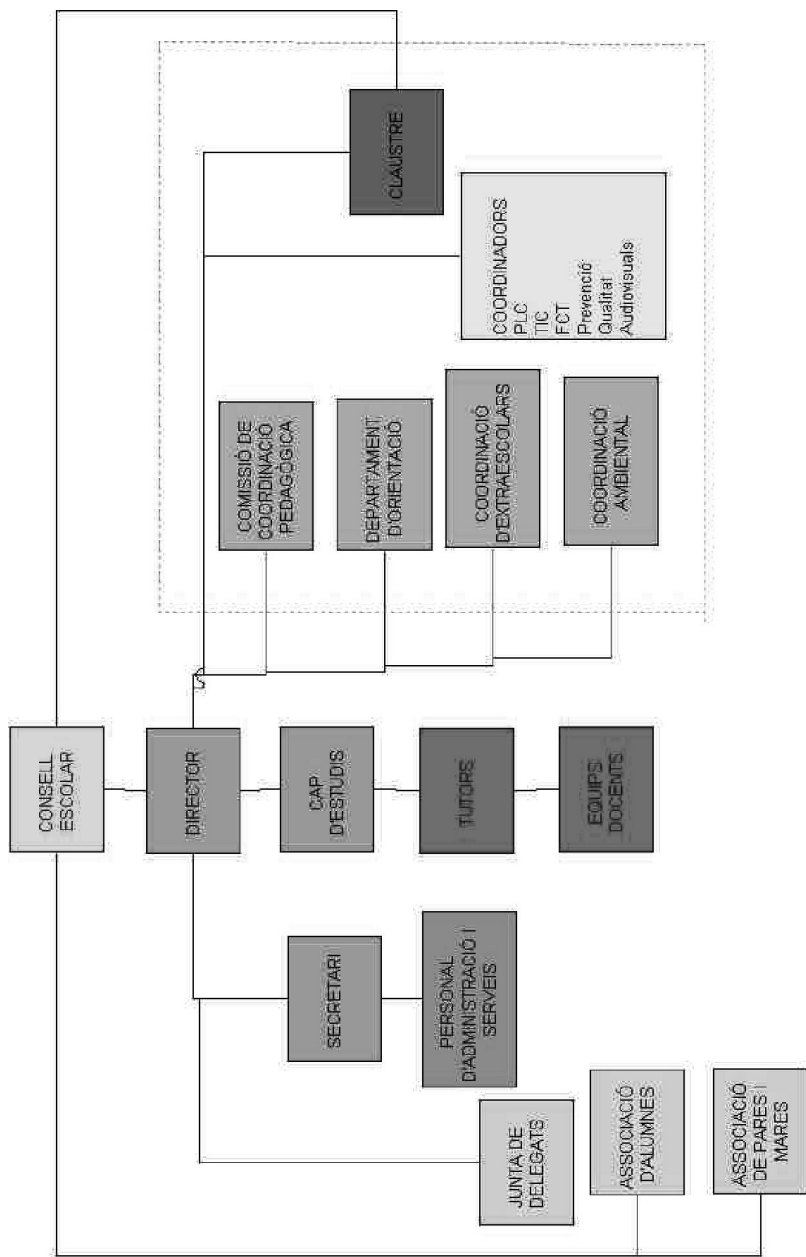 CONSELL
ESCOLAR
DIRECTOR
CAP
D'ESTUDIS
TUTORS
EQUIPS
DOCENTS
SECRETARI
PERSONAL
D'ADMINISTRACIÓ I
SERVEIS
JUNTA DE
DELEGATS
ASSOCIACIÓ
D'ALUMNES
ASSOCIACIÓ
DE PARES I
MARES
COMISSIÓ DE
COORDINACIÓ
PEDAGÒGICA
DEPARTAMENT
D'ORIENTACIÓ
COORDINACIÓ
D'EXTRAESCOLARS
COORDINACIÓ
AMBIENTAL
COORDINADORS
PLC
TIC
FCT
Prevenció
Qualitat
Audiovisuals
CLAUSTRE